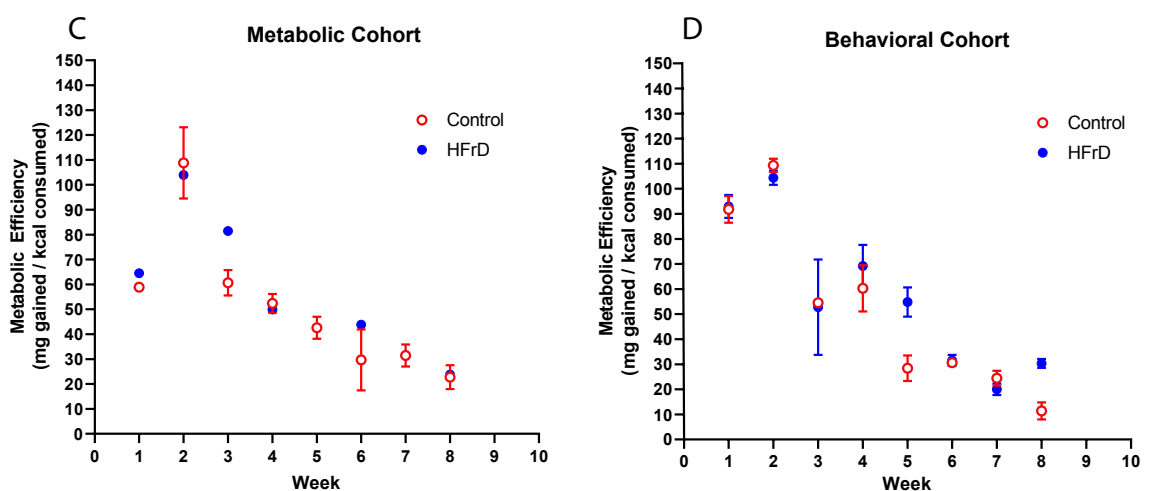 C
Metabolic Cohort
Metabolic Efficiency
(mg gained / kcal consumed)
150
140
130
120
110
100
90
80
70
60
50
40
30
20
10
0
Control
HFrD
0 1 2 3 4 5 6 7 8 9 10
Week
D
Behavioral Cohort
Metabolic Efficiency
(mg gained / kcal consumed)
150
140
130
120
110
100
90
80
70
60
50
40
30
20
10
0
Control
HFrD
0 1 2 3 4 5 6 7 8 9 10
Week